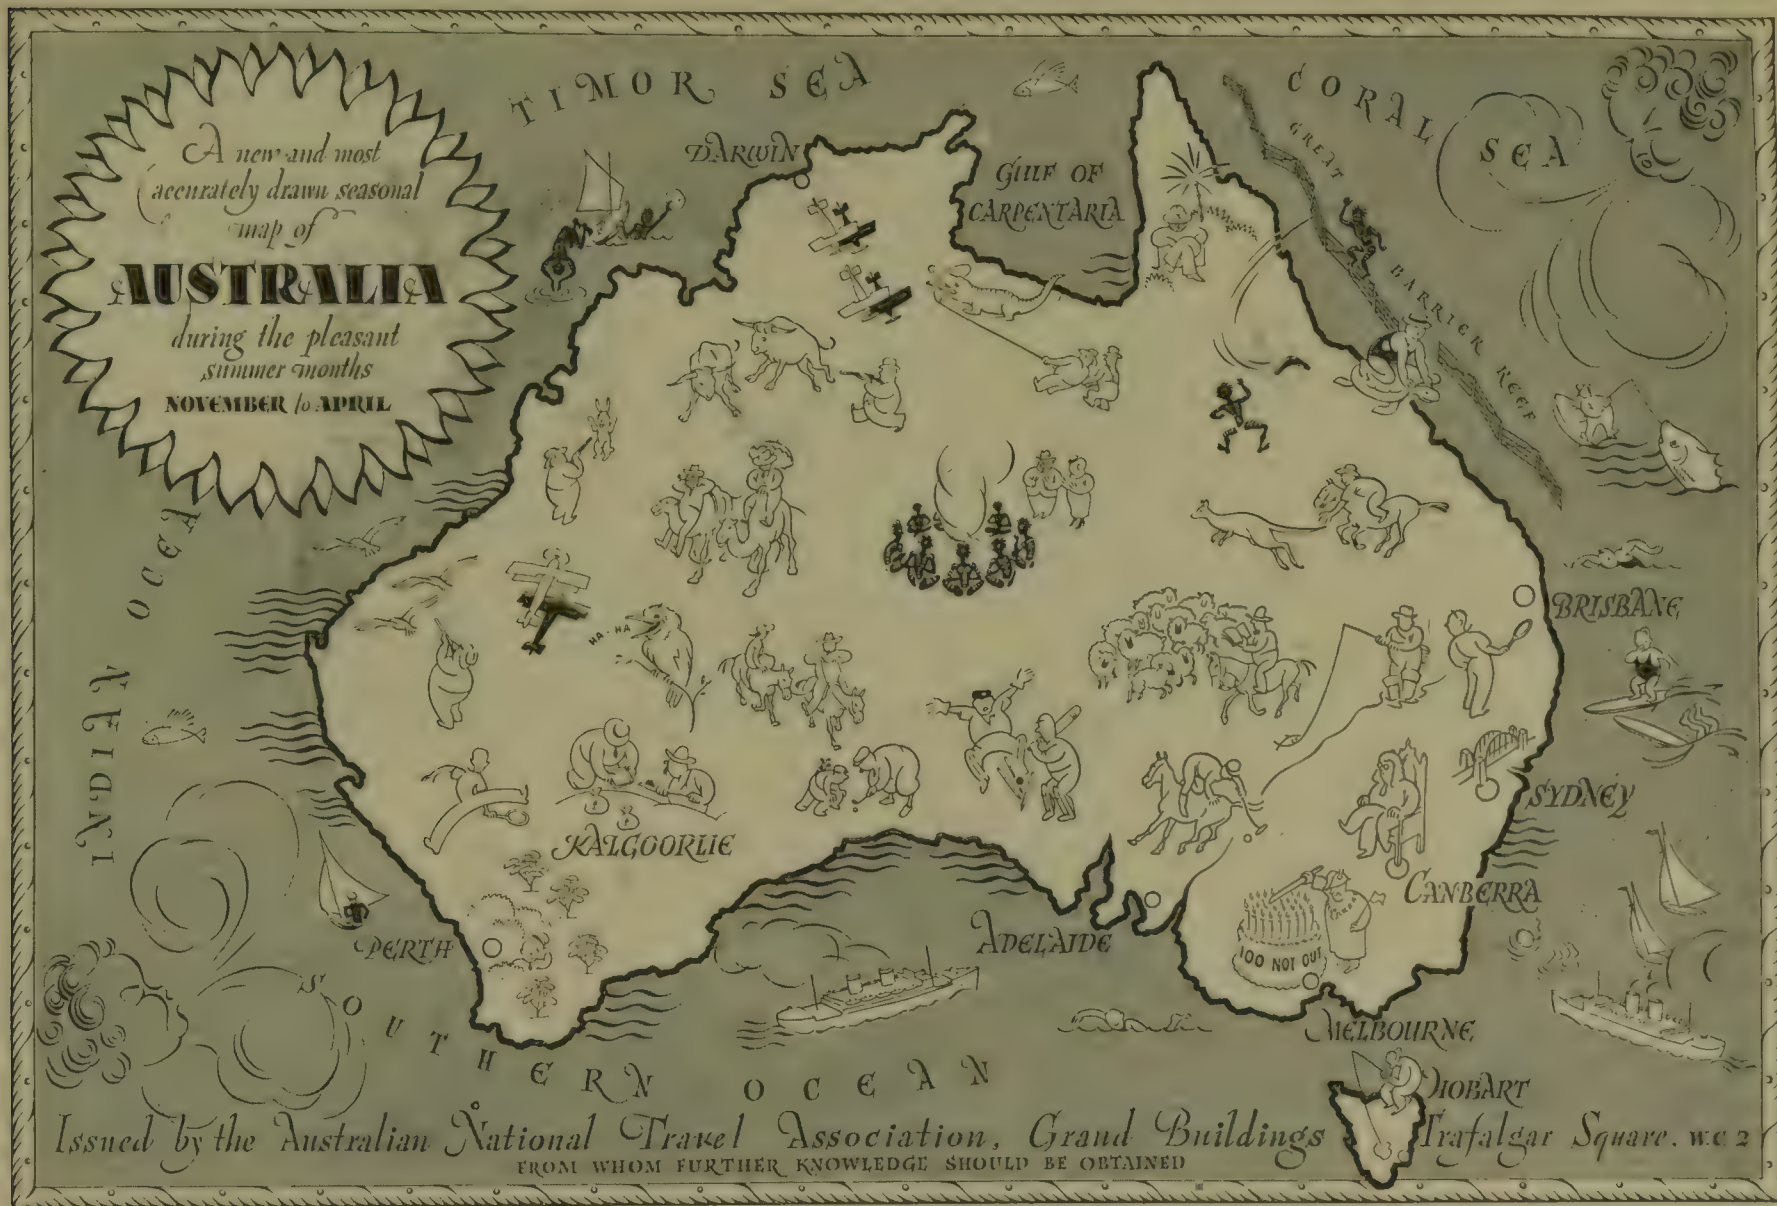 A new and most
accurately drawn seasonal
map of
AUSTRALIA
during the pleasant
summer months
NOVEMBER to APRIL
TIMOR SEA
CORAL SEA
DARWIN
GULF OF
CARPENTARIA
GREAT BARRIER REEF
INDIAN OCEAN
HA-HA
BRISBANE
SYDNEY
KALGOORLIE
CANBERRA
PERTH
ADELAIDE
100 NOT OUT
MELBOURNE
HOBART
SOUTHERN OCEAN
Issued by the Australian National Travel Association, Grand Buildings Trafalgar Square. W.C 2
FROM WHOM FURTHER KNOWLEDGE SHOULD BE OBTAINED